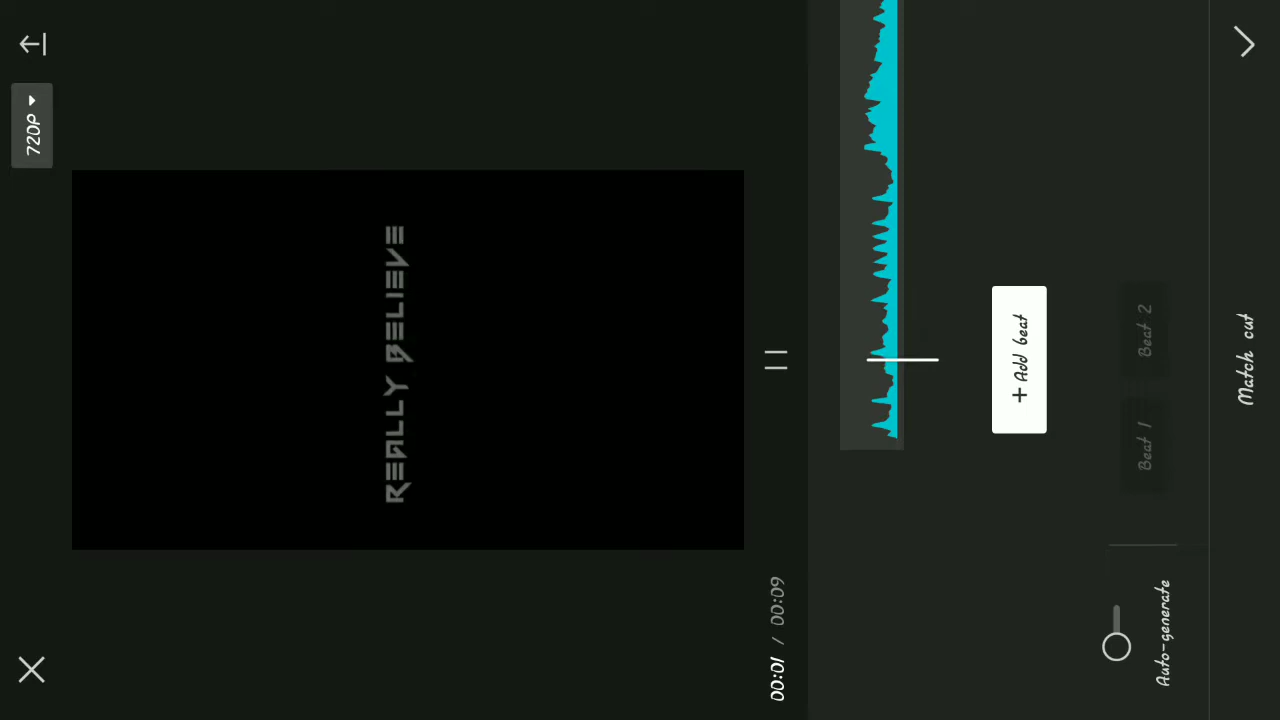 720P
REALLY BELIEVE
00:01 / 00:09
+ Add beat
Auto-generate
Beat 1
Beat 2
Match cut